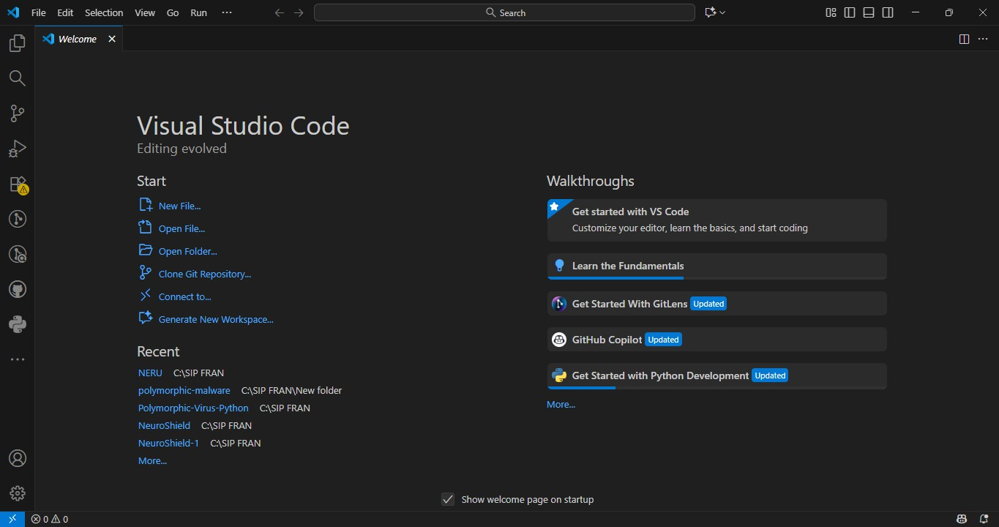 File Edit Selection View Go Run ···
Search
Welcome
Visual Studio Code
Editing evolved
Start
New File...
Open File...
Open Folder...
Clone Git Repository...
Connect to...
Generate New Workspace...
Recent
NERU C:\SIP FRAN
polymorphic-malware C:\SIP FRAN\New folder
Polymorphic-Virus-Python C:\SIP FRAN
NeuroShield C:\SIP FRAN
NeuroShield-1 C:\SIP FRAN
More...
Walkthroughs
Get started with VS Code
Customize your editor, learn the basics, and start coding
Learn the Fundamentals
Get Started With GitLens Updated
GitHub Copilot Updated
Get Started with Python Development Updated
More...
Show welcome page on startup
0 0